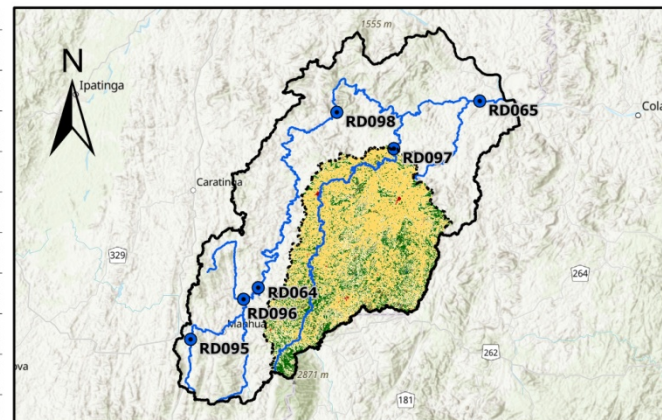 1555 m
N
Ipatinga
RD098
RD065
Cola
RD097
Caratinga
329
264
RD064
RD096
Manhua
RD095
ova
262
2871 m
181